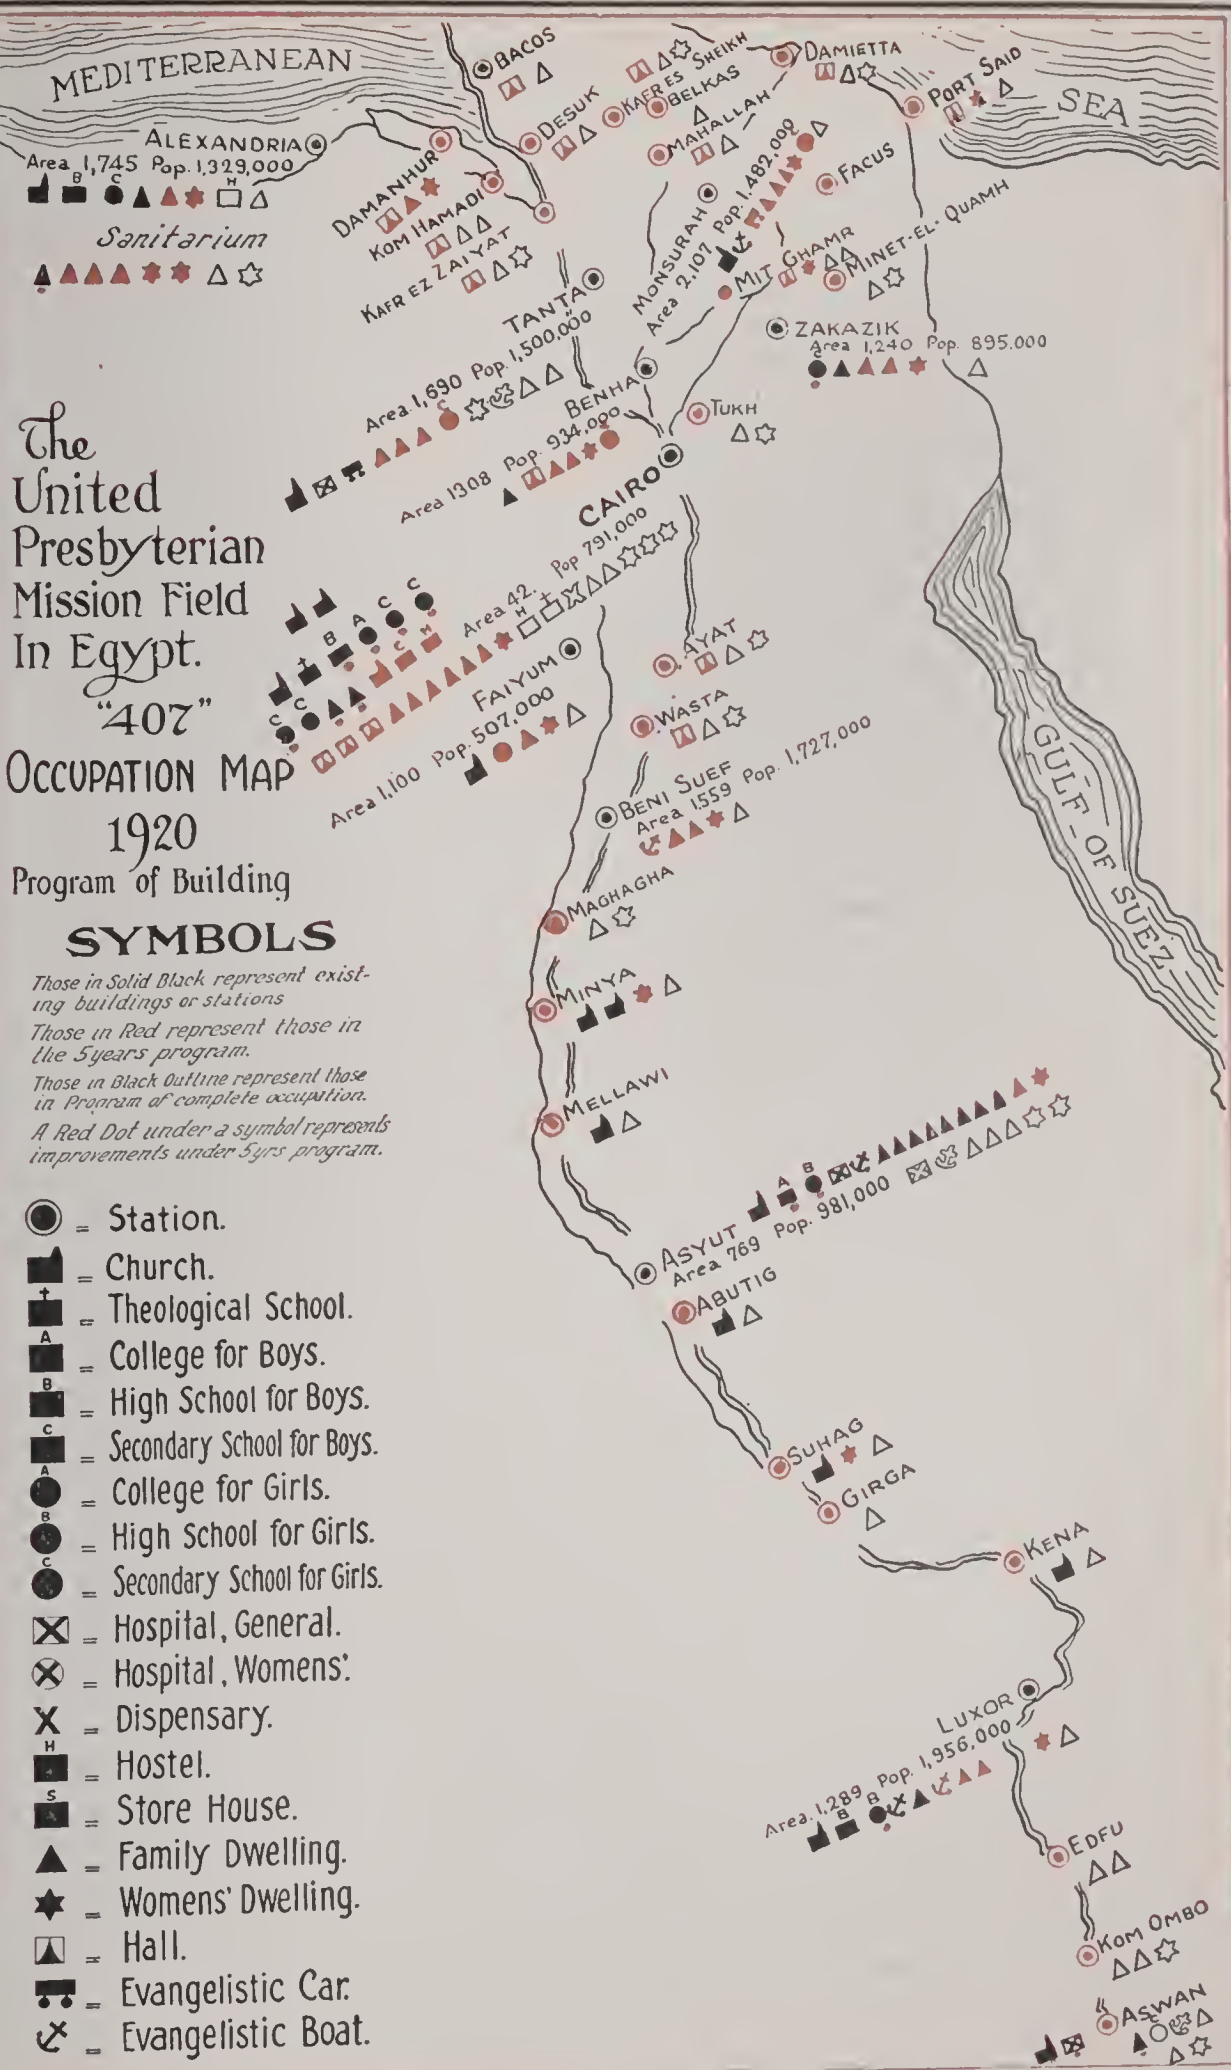 MEDITERRANEAN
SEA
BACOS
DESUK
KAFR ES SHEIKH
BELKAS
MAHALLAH
DAMIETTA
PORT SAID
ALEXANDRIA
Area 1,745 Pop. 1,329,000
B C H
Sanitarium
DAMANHUR
KOM HAMADI
KAFR EZ ZAIYAT
MONSURAH
Area 2,107 Pop. 1,482,000
FACUS
MIT GHAMR
MINET-EL-QUAMH
TANTA
Area 1,690 Pop. 1,500,000
C
ZAKAZIK
Area 1,240 Pop. 895.000
C
BENHA
Area 1308 Pop. 934,000
TUKH
CAIRO
Area 42. Pop 791,000
H
B A C C
C H
C C
FAIYUM
Area 1,100 Pop. 507,000
AYAT
WASTA
BENI SUEF
Area 1559 Pop. 1,727,000
GULF OF SUEZ
MAGHAGHA
MINYA
MELLAWI
ASYUT
Area 769 Pop. 981,000
A B
ABUTIG
SUHAG
GIRGA
KENA
LUXOR
Area. 1,289 Pop. 1,956,000
B B
EDFU
KOM OMBO
ASWAN
C
The
United
Presbyterian
Mission Field
In Egypt.
"407"
OCCUPATION MAP
1920
Program of Building
SYMBOLS
Those in Solid Black represent exist-
ing buildings or stations
Those in Red represent those in
the 5years program.
Those in Black Outline represent those
in Program of complete occupation.
A Red Dot under a symbol represents
improvements under 5yrs program.
= Station.
= Church.
= Theological School.
A = College for Boys.
B = High School for Boys.
C = Secondary School for Boys.
A = College for Girls.
B = High School for Girls.
C = Secondary School for Girls.
= Hospital, General.
= Hospital, Womens'.
= Dispensary.
H = Hostel.
S = Store House.
= Family Dwelling.
= Womens' Dwelling.
= Hall.
= Evangelistic Car.
= Evangelistic Boat.